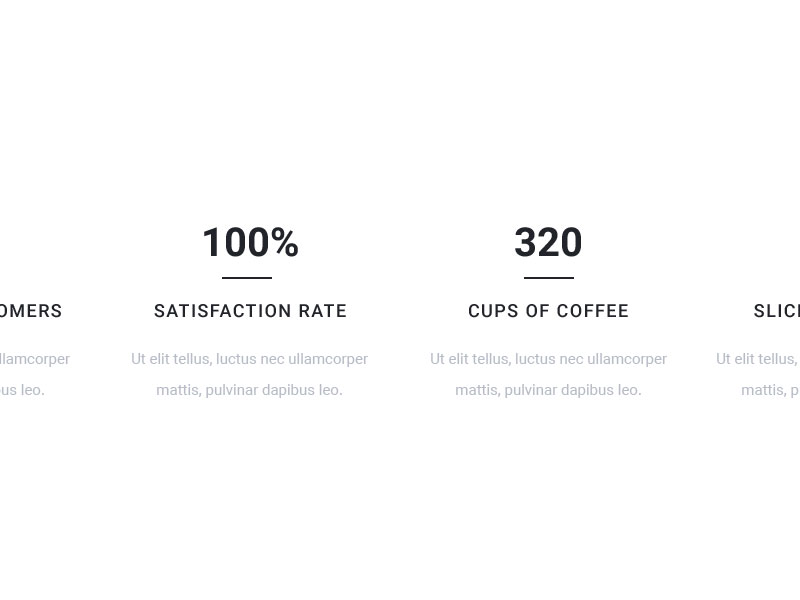 100%
320
OMERS
SATISFACTION RATE
CUPS OF COFFEE
SLIC
llamcorper
Ut elit tellus, luctus nec ullamcorper
Ut elit tellus, luctus nec ullamcorper
Ut elit tellus,
us leo.
mattis, pulvinar dapibus leo.
mattis, pulvinar dapibus leo.
mattis, p